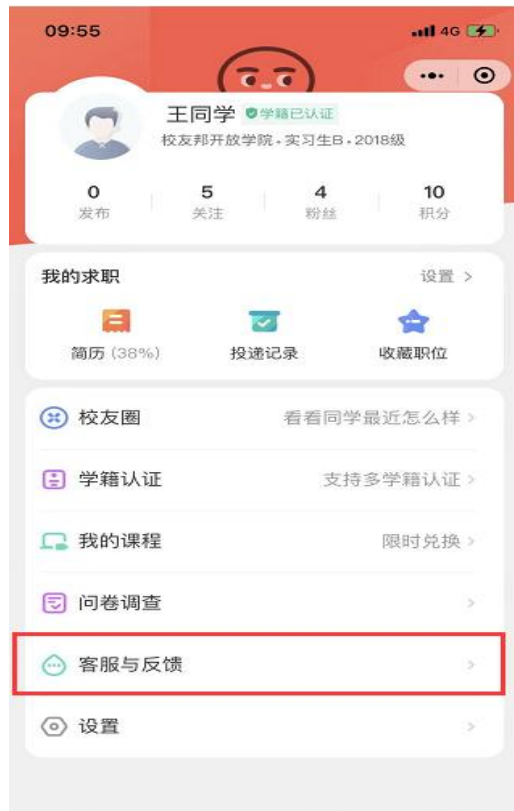 09:55 4G
王同学 学籍已认证
校友邦开放学院·实习生B·2018级
0 5 4 10
发布 关注 粉丝 积分
我的求职 设置 >
简历 (38%) 投递记录 收藏职位
校友圈 看看同学最近怎么样 >
学籍认证 支持多学籍认证 >
我的课程 限时兑换 >
问卷调查 >
客服与反馈 >
设置 >